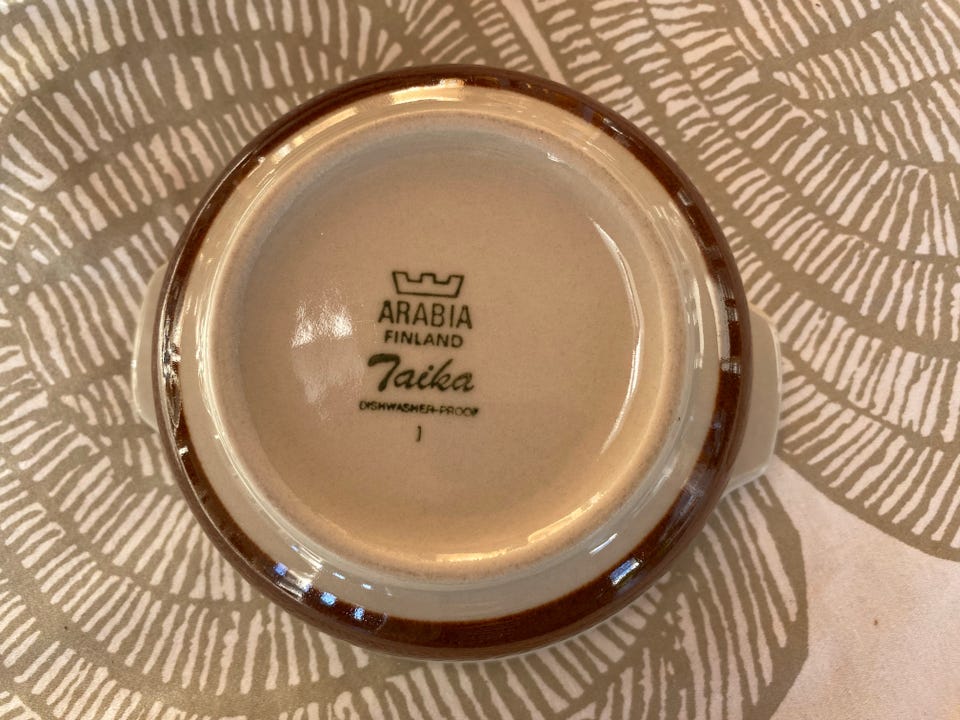 ARABIA
FINLAND
Taika
DISHWASHER-PROOF
1